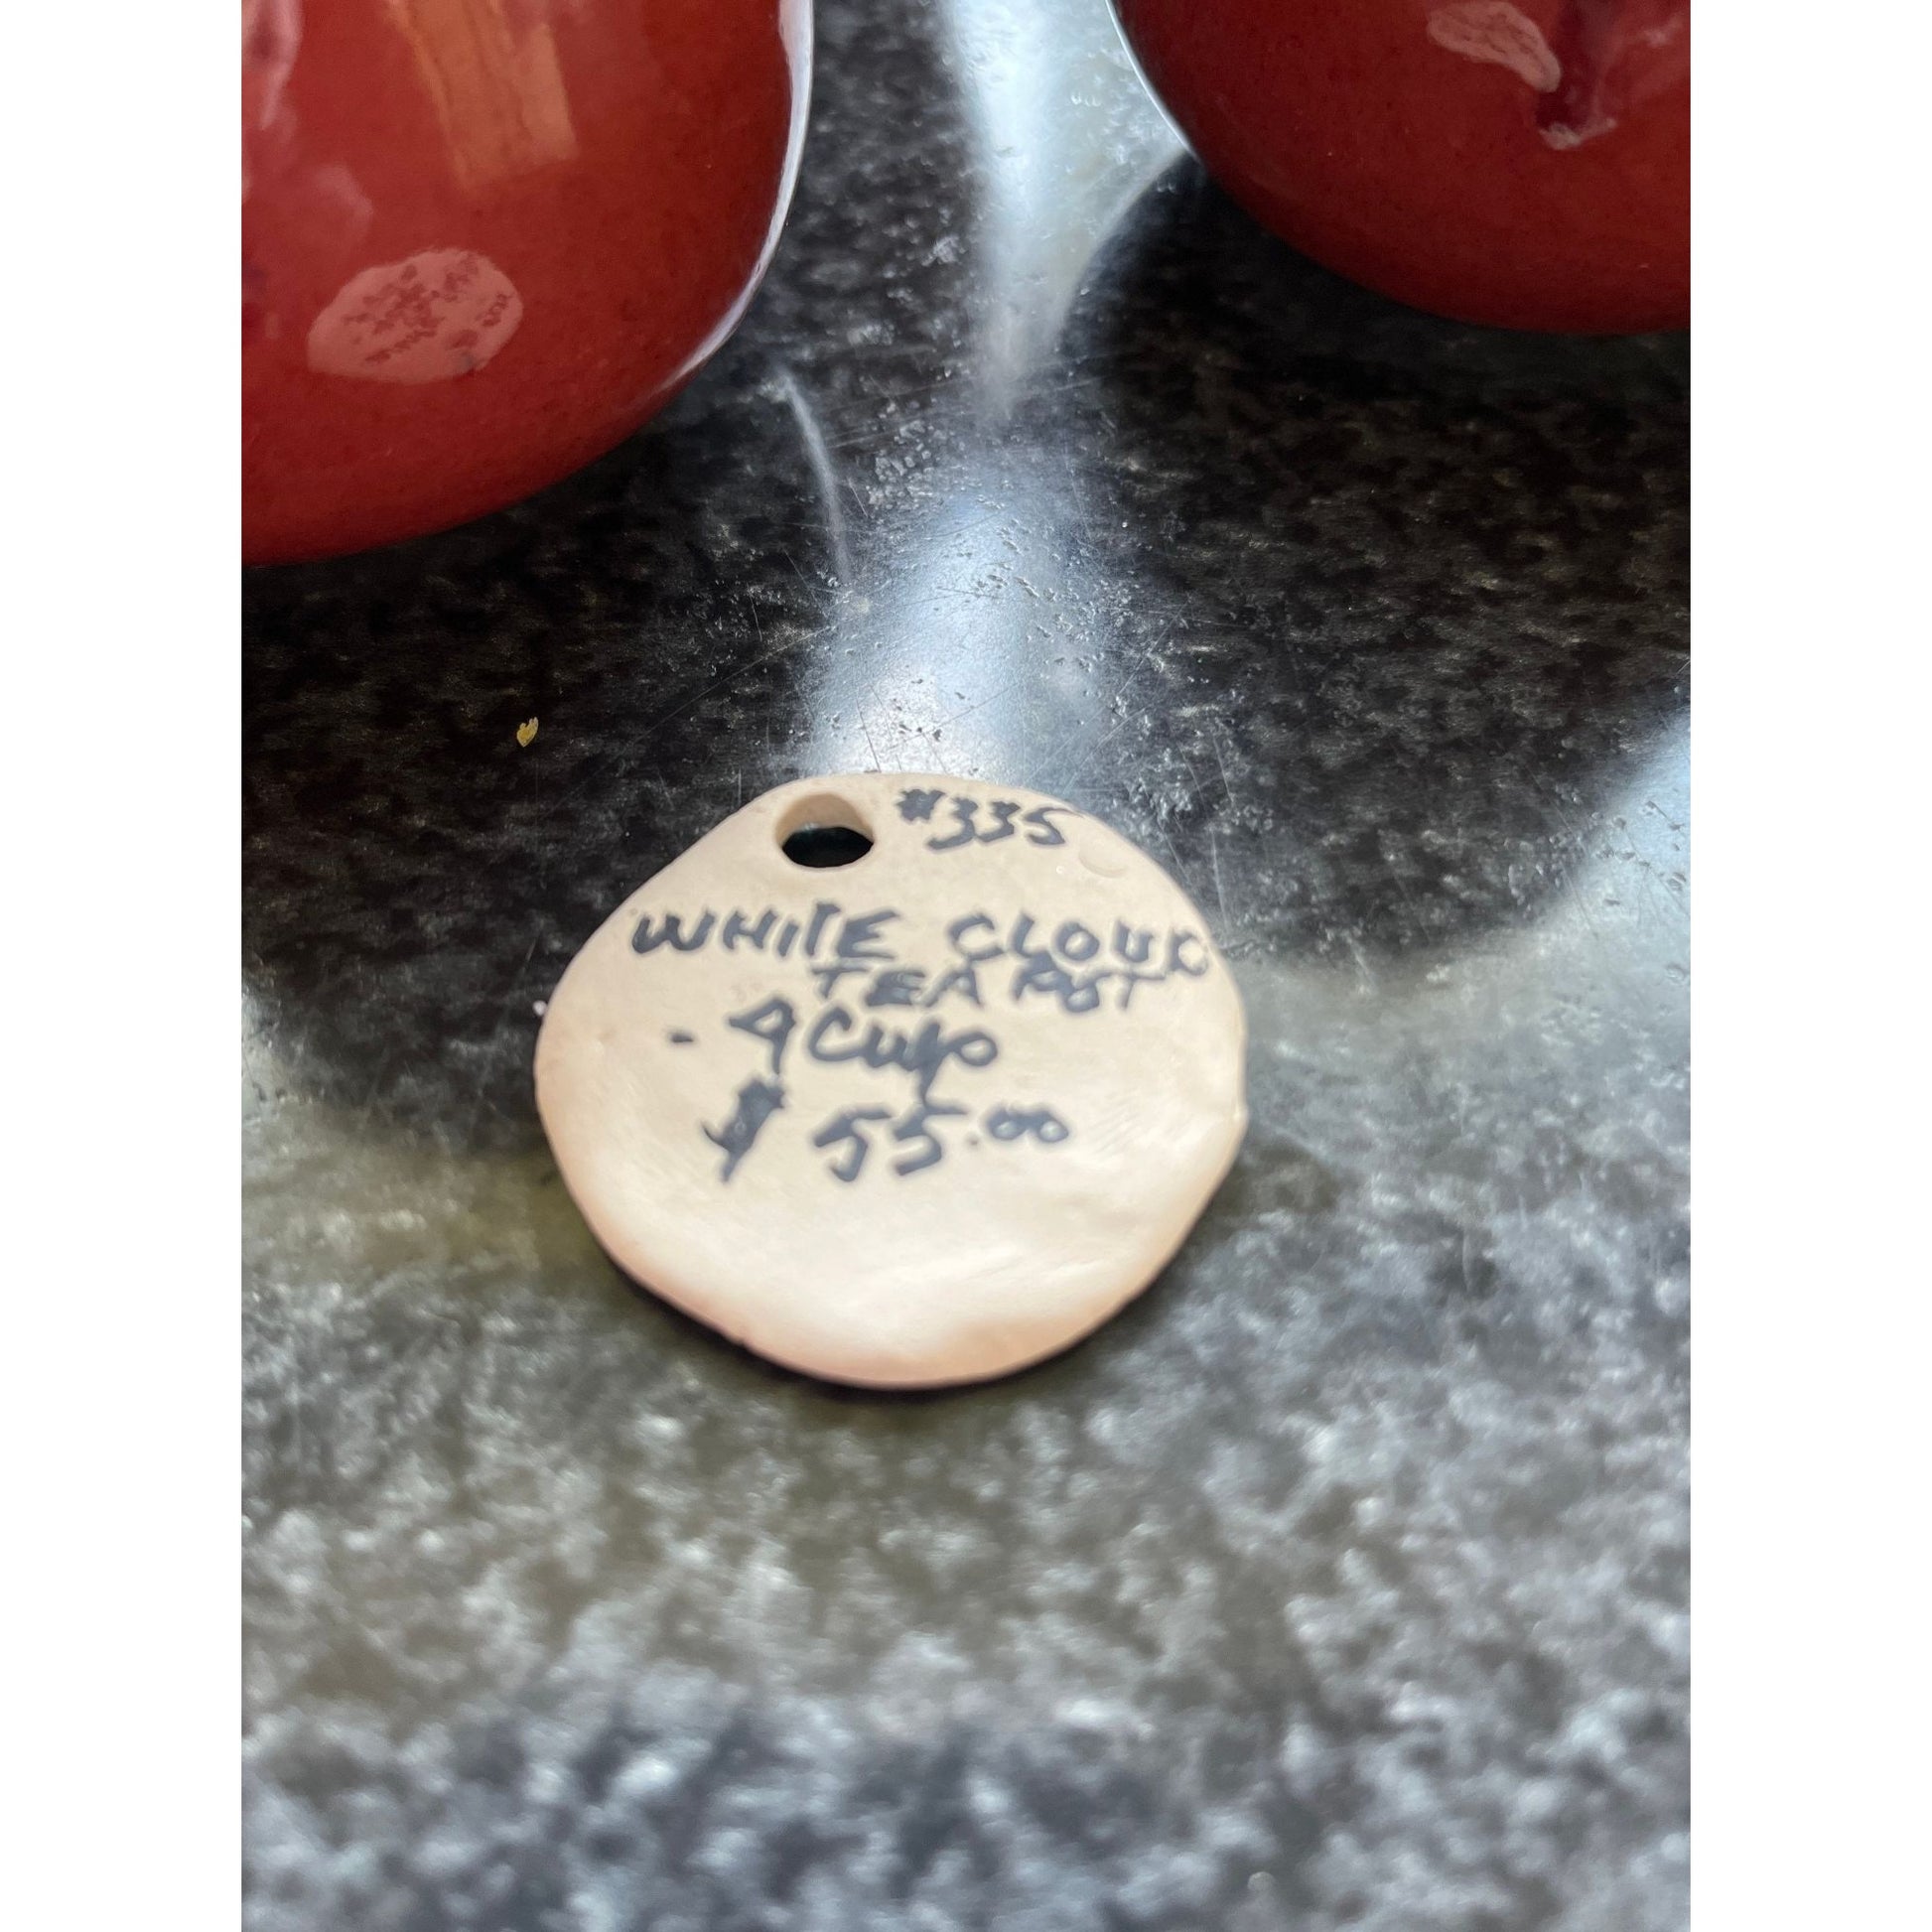 #335
WHITE CLOUD
TEA POT
- 4 Cups
$ 55.00